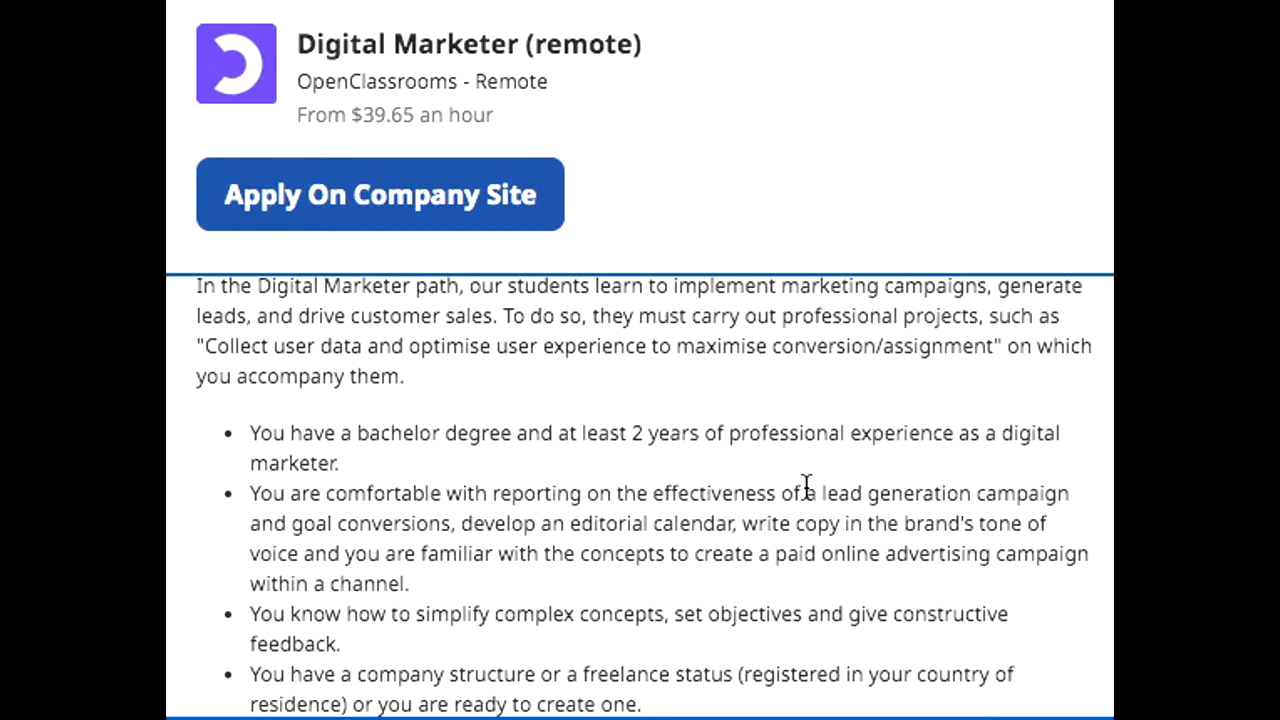 Digital Marketer (remote)
OpenClassrooms - Remote
From $39.65 an hour
Apply On Company Site
In the Digital Marketer path, our students learn to implement marketing campaigns, generate
leads, and drive customer sales. To do so, they must carry out professional projects, such as
"Collect user data and optimise user experience to maximise conversion/assignment" on which
you accompany them.
• You have a bachelor degree and at least 2 years of professional experience as a digital
marketer.
• You are comfortable with reporting on the effectiveness of a lead generation campaign
and goal conversions, develop an editorial calendar, write copy in the brand's tone of
voice and you are familiar with the concepts to create a paid online advertising campaign
within a channel.
• You know how to simplify complex concepts, set objectives and give constructive
feedback.
• You have a company structure or a freelance status (registered in your country of
residence) or you are ready to create one.